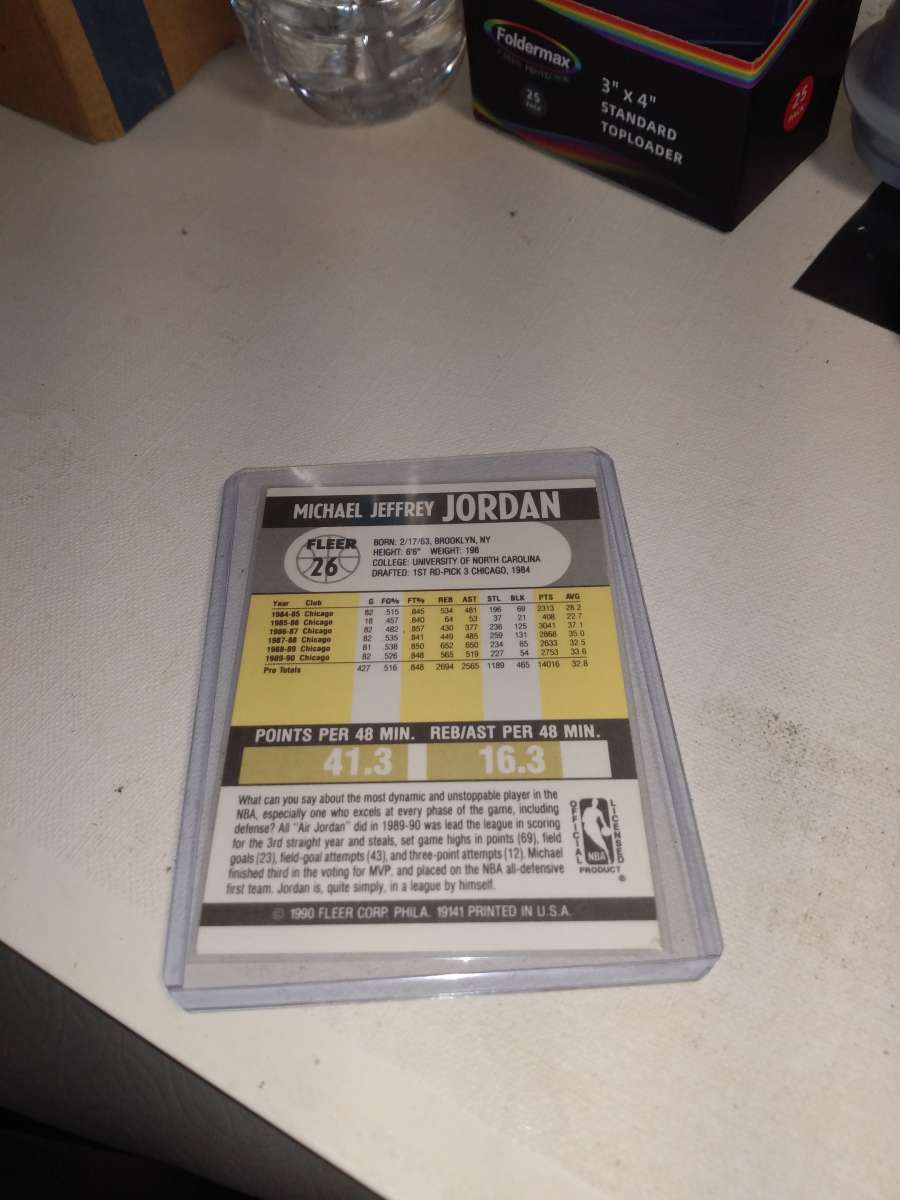 Foldermax
25
3" X 4"
STANDARD
TOPLOADER
25
MICHAEL JEFFREY JORDAN
FLEER
26
BORN: 2/17/63, BROOKLYN, NY
HEIGHT: 6'6" WEIGHT: 198
COLLEGE: UNIVERSITY OF NORTH CAROLINA
DRAFTED: 1ST RD-PICK 3 CHICAGO, 1984
Year Club G FG% FT% REB AST STL BLK PTS AVG
1984-85 Chicago 82 .515 .845 534 481 196 69 2313 28.2
1985-86 Chicago 18 .457 .840 64 53 37 21 408 22.7
1986-87 Chicago 82 .482 .857 430 377 236 125 3041 37.1
1987-88 Chicago 82 .535 .841 449 485 259 131 2868 35.0
1988-89 Chicago 81 .538 .850 652 650 234 65 2633 32.5
1989-90 Chicago 82 .526 .848 565 519 227 54 2753 33.6
Pro Totals 427 .516 .848 2694 2565 1189 465 14016 32.8
POINTS PER 48 MIN. REB/AST PER 48 MIN.
41.3 16.3
What can you say about the most dynamic and unstoppable player in the
NBA, especially one who excels at every phase of the game, including
defense? All "Air Jordan" did in 1989-90 was lead the league in scoring
for the 3rd straight year and steals, set game highs in points (69), field
goals (23), field-goal attempts (43), and three-point attempts (12). Michael
finished third in the voting for MVP, and placed on the NBA all-defensive
first team. Jordan is, quite simply, in a league by himself.
OFFICIAL
NBA
LICENSED
PRODUCT
®
© 1990 FLEER CORP. PHILA. 19141 PRINTED IN U.S.A.